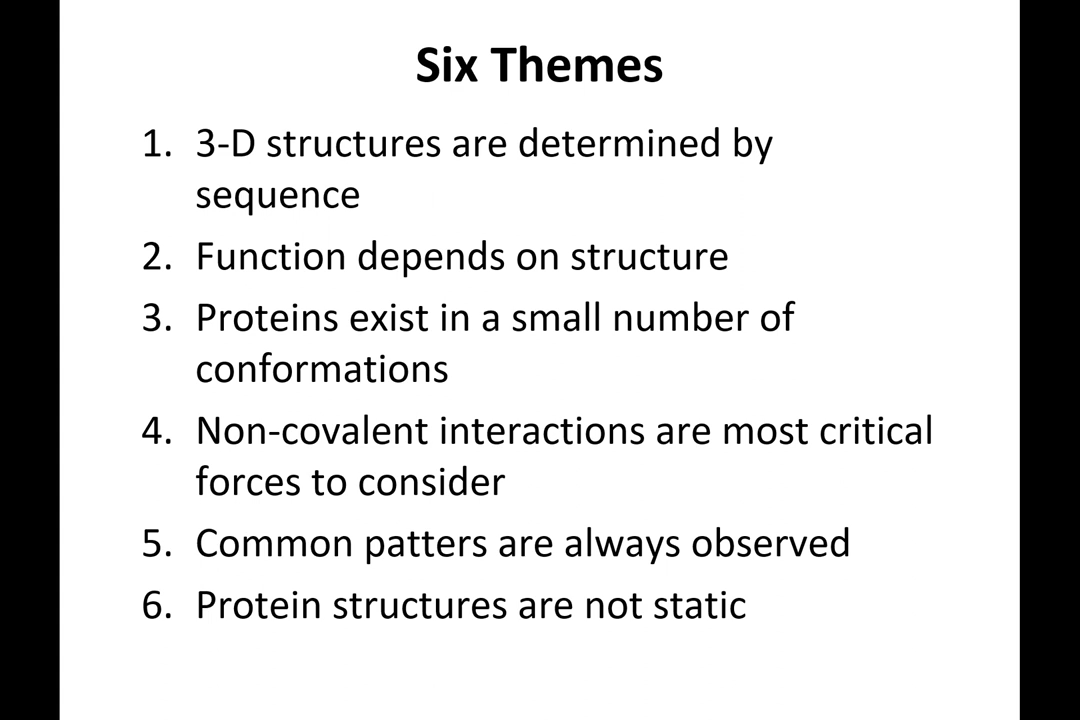 Six Themes
1. 3-D structures are determined by
sequence
2. Function depends on structure
3. Proteins exist in a small number of
conformations
4. Non-covalent interactions are most critical
forces to consider
5. Common patters are always observed
6. Protein structures are not static